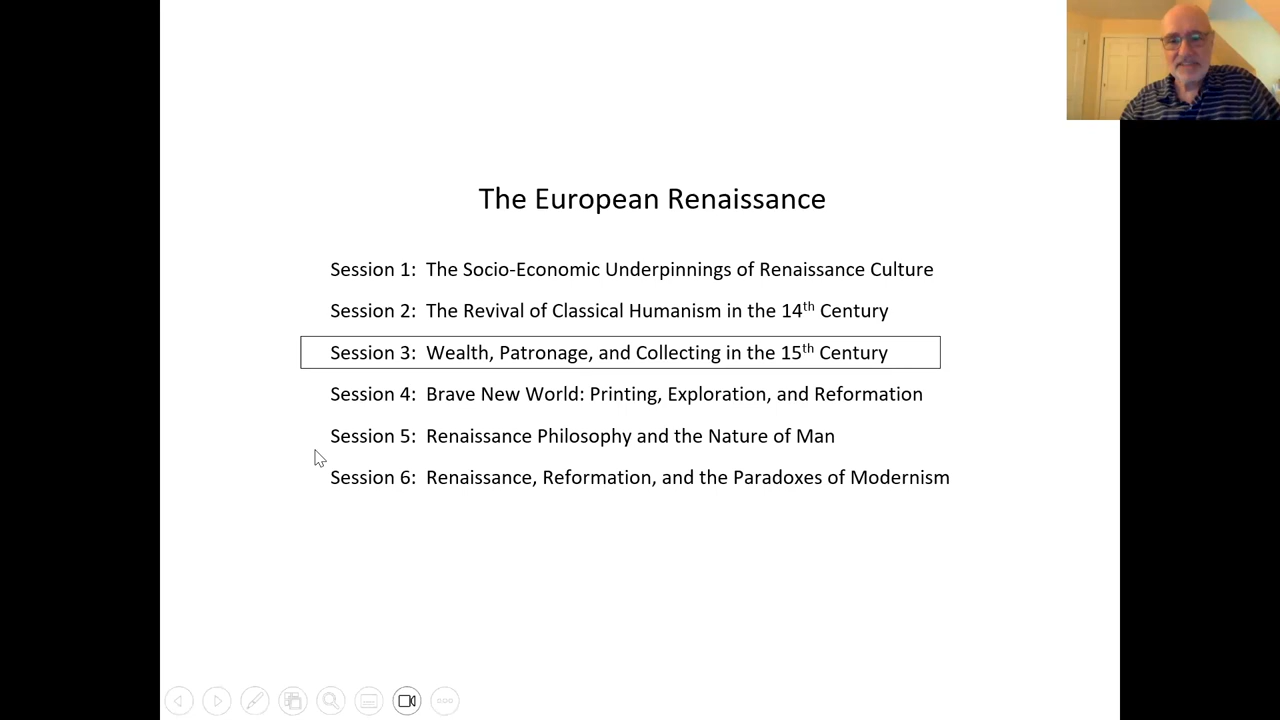 The European Renaissance
Session 1: The Socio-Economic Underpinnings of Renaissance Culture
Session 2: The Revival of Classical Humanism in the 14th Century
Session 3: Wealth, Patronage, and Collecting in the 15th Century
Session 4: Brave New World: Printing, Exploration, and Reformation
Session 5: Renaissance Philosophy and the Nature of Man
Session 6: Renaissance, Reformation, and the Paradoxes of Modernism